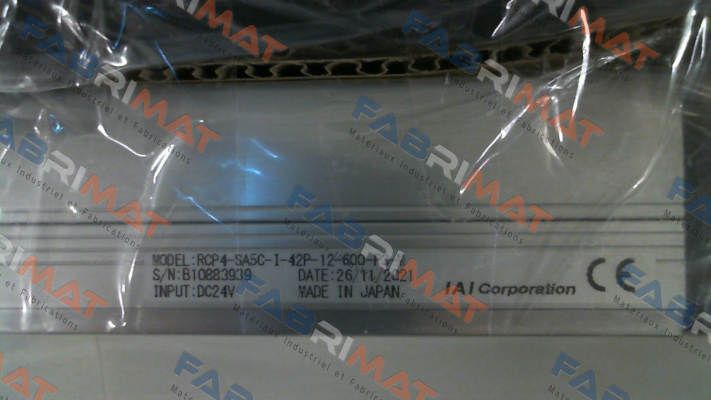 MODEL:RCP4-SA5C-I-42P-12-600-
S/N:B10883939 DATE:26/11/2021
INPUT:DC24V MADE IN JAPAN
IAI Corporation CE
FABRIMAT
Materiaux Industriel et Fabrications